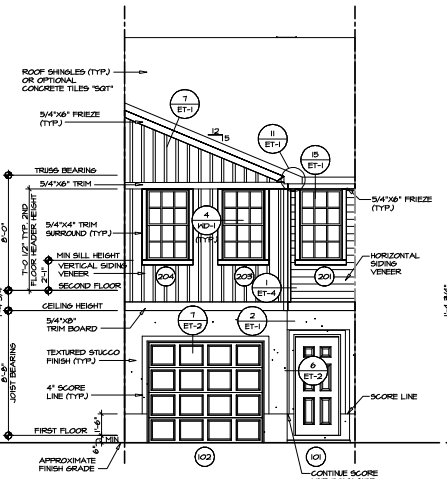 ROOF SHINGLES (TYP.)
OR OPTIONAL
CONCRETE TILES "SQT"
5/4"X6" FRIEZE
(TYP.)
7
ET-1
12
5
11
ET-1
15
ET-1
TRUSS BEARING
5/4"X6" TRIM
5/4"X6" FRIEZE
(TYP.)
8'-0"
7'-0 1/2" TYP. 2ND
FLOOR HEADER HEIGHT
5/4"X4" TRIM
SURROUND (TYP.)
4
WD-1
(TYP.)
MIN SILL HEIGHT
VERTICAL SIDING
VENEER
2'-1"
SECOND FLOOR
204
203
201
HORIZONTAL
SIDING
VENEER
1
ET-4
CEILING HEIGHT
5/4"X8"
TRIM BOARD
7
ET-2
2
ET-1
TEXTURED STUCCO
FINISH (TYP.)
8'-8"
JOIST BEARING
6
ET-2
4" SCORE
LINE (TYP.)
SCORE LINE
1'-6"
FIRST FLOOR
6"
MIN
APPROXIMATE
FINISH GRADE
102
101
CONTINUE SCORE